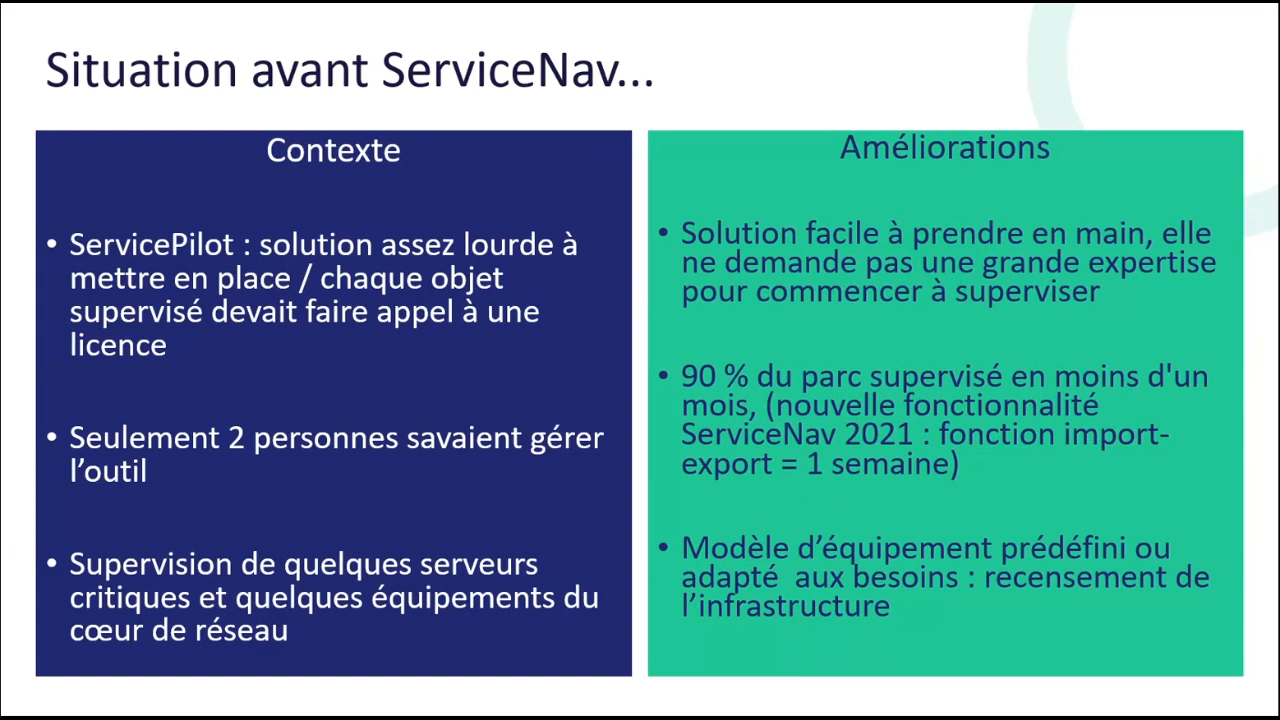 Situation avant ServiceNav...
Contexte
• ServicePilot : solution assez lourde à
mettre en place / chaque objet
supervisé devait faire appel à une
licence
• Seulement 2 personnes savaient gérer
l’outil
• Supervision de quelques serveurs
critiques et quelques équipements du
cœur de réseau
Améliorations
• Solution facile à prendre en main, elle
ne demande pas une grande expertise
pour commencer à superviser
• 90 % du parc supervisé en moins d'un
mois, (nouvelle fonctionnalité
ServiceNav 2021 : fonction import-
export = 1 semaine)
• Modèle d’équipement prédéfini ou
adapté  aux besoins : recensement de
l’infrastructure